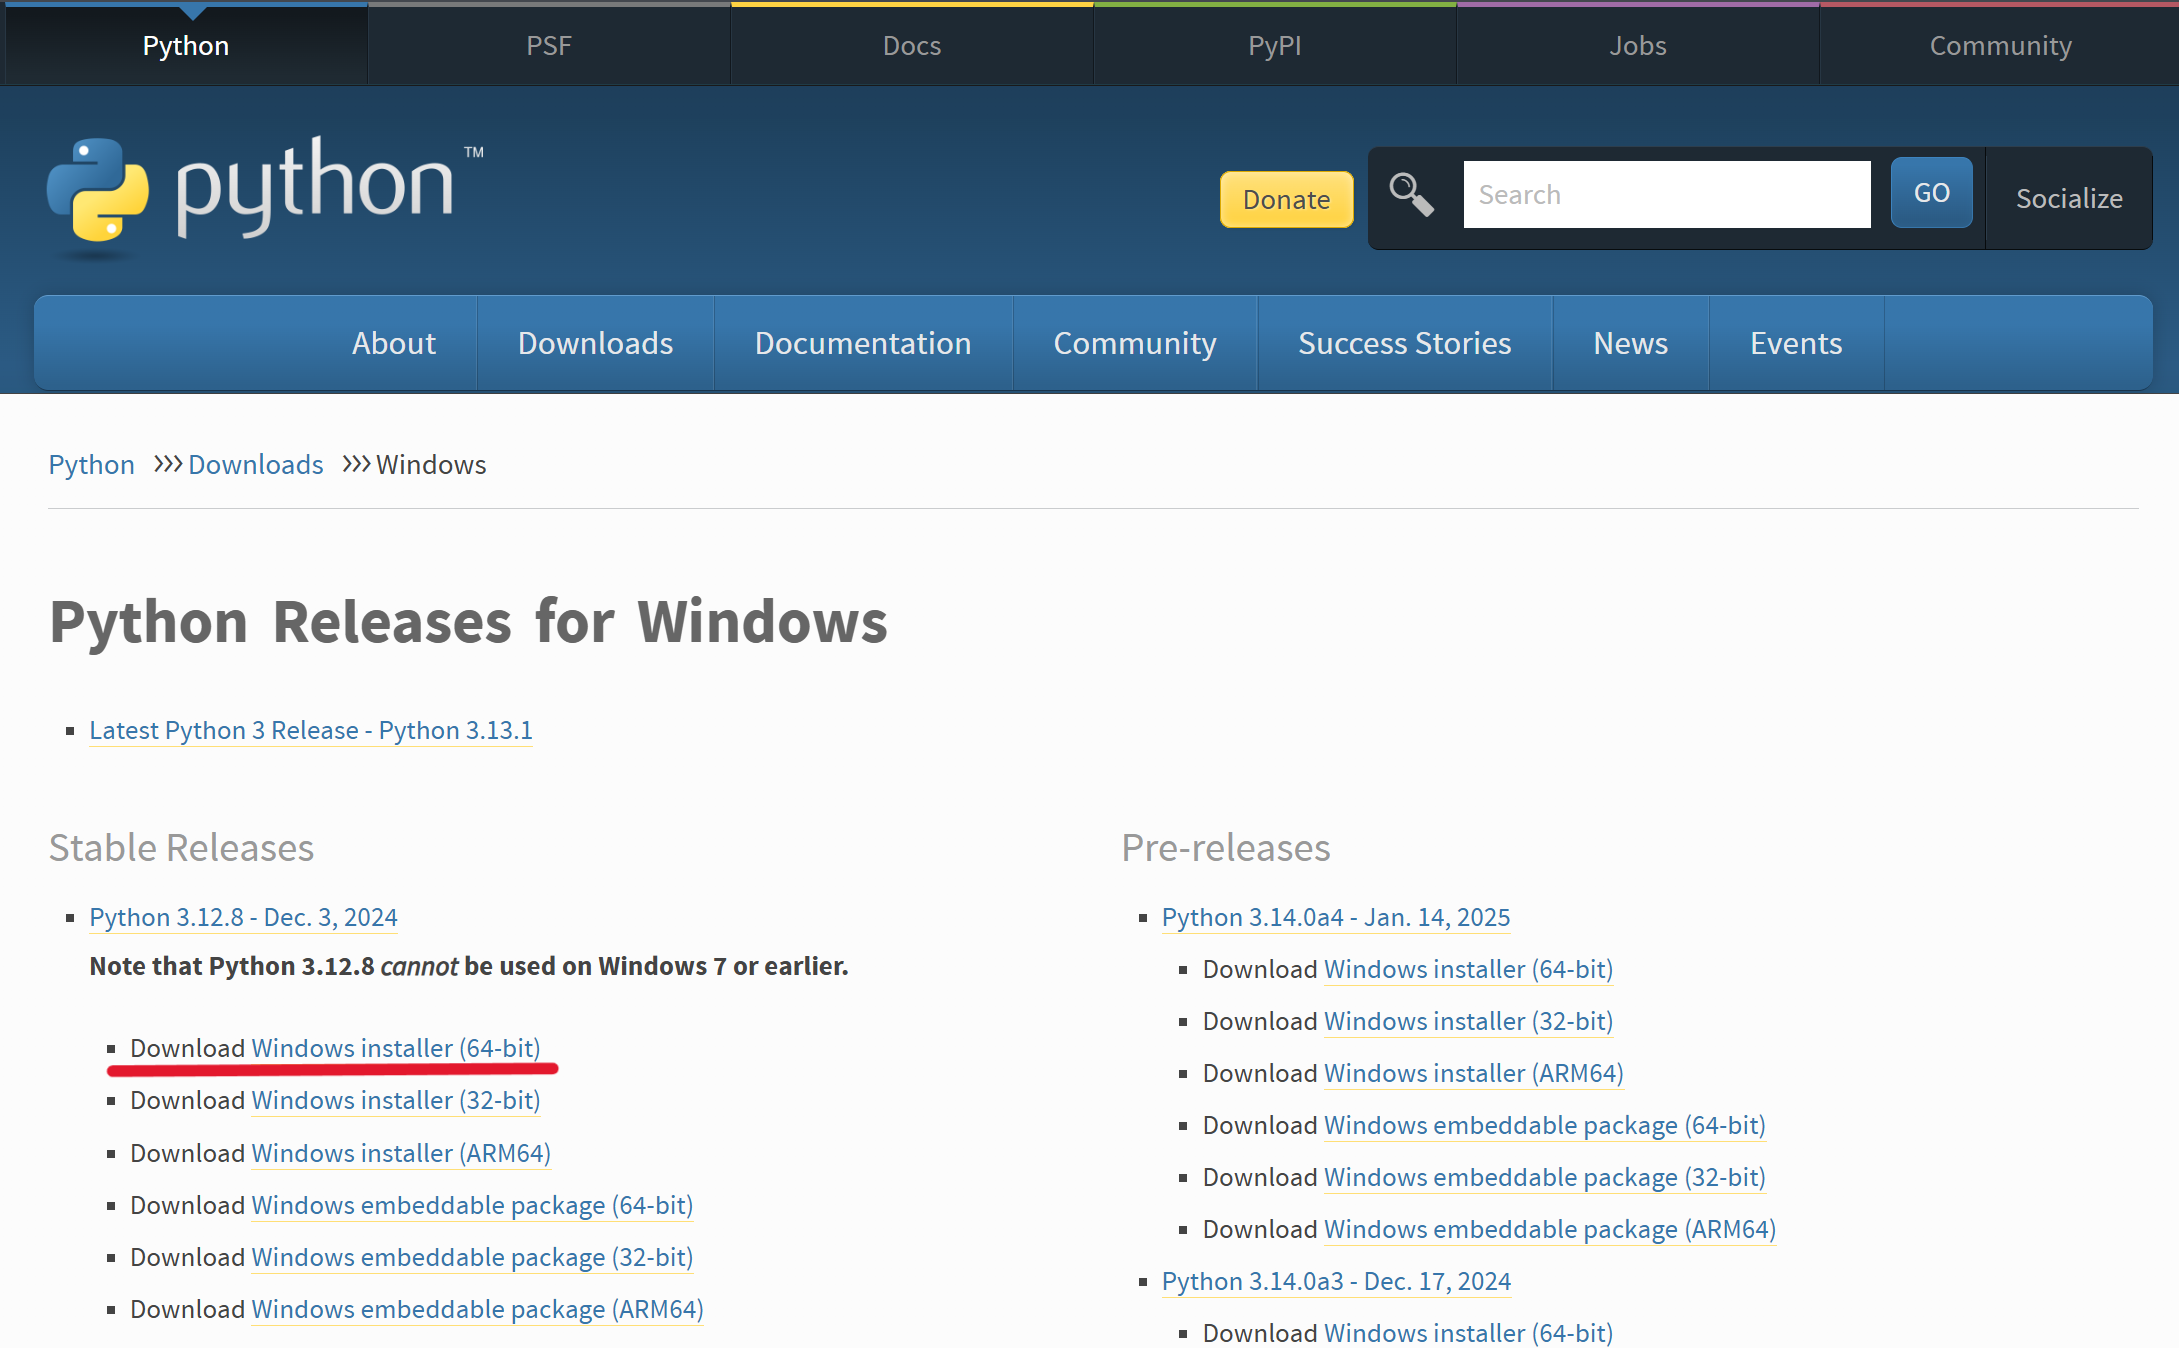 Python PSF Docs PyPI Jobs Community
python™
Donate Search GO Socialize
About Downloads Documentation Community Success Stories News Events
Python >>> Downloads >>> Windows
Python Releases for Windows
Latest Python 3 Release - Python 3.13.1
Stable Releases
Python 3.12.8 - Dec. 3, 2024
Note that Python 3.12.8 cannot be used on Windows 7 or earlier.
Download Windows installer (64-bit)
Download Windows installer (32-bit)
Download Windows installer (ARM64)
Download Windows embeddable package (64-bit)
Download Windows embeddable package (32-bit)
Download Windows embeddable package (ARM64)
Pre-releases
Python 3.14.0a4 - Jan. 14, 2025
Download Windows installer (64-bit)
Download Windows installer (32-bit)
Download Windows installer (ARM64)
Download Windows embeddable package (64-bit)
Download Windows embeddable package (32-bit)
Download Windows embeddable package (ARM64)
Python 3.14.0a3 - Dec. 17, 2024
Download Windows installer (64-bit)